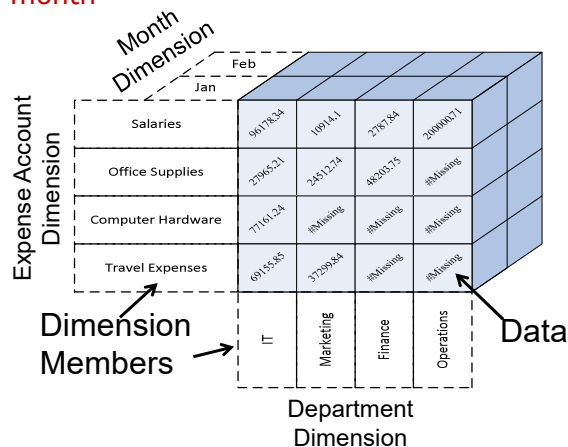 month
Month
Dimension
Feb
Jan
Expense Account
Dimension
Salaries
96178.34
10914.1
2787.84
200000.71
Office Supplies
27965.21
24512.74
48203.75
#Missing
Computer Hardware
77161.24
#Missing
#Missing
#Missing
Travel Expenses
69155.85
37299.84
#Missing
#Missing
Dimension
Members
IT
Marketing
Finance
Operations
Data
Department
Dimension